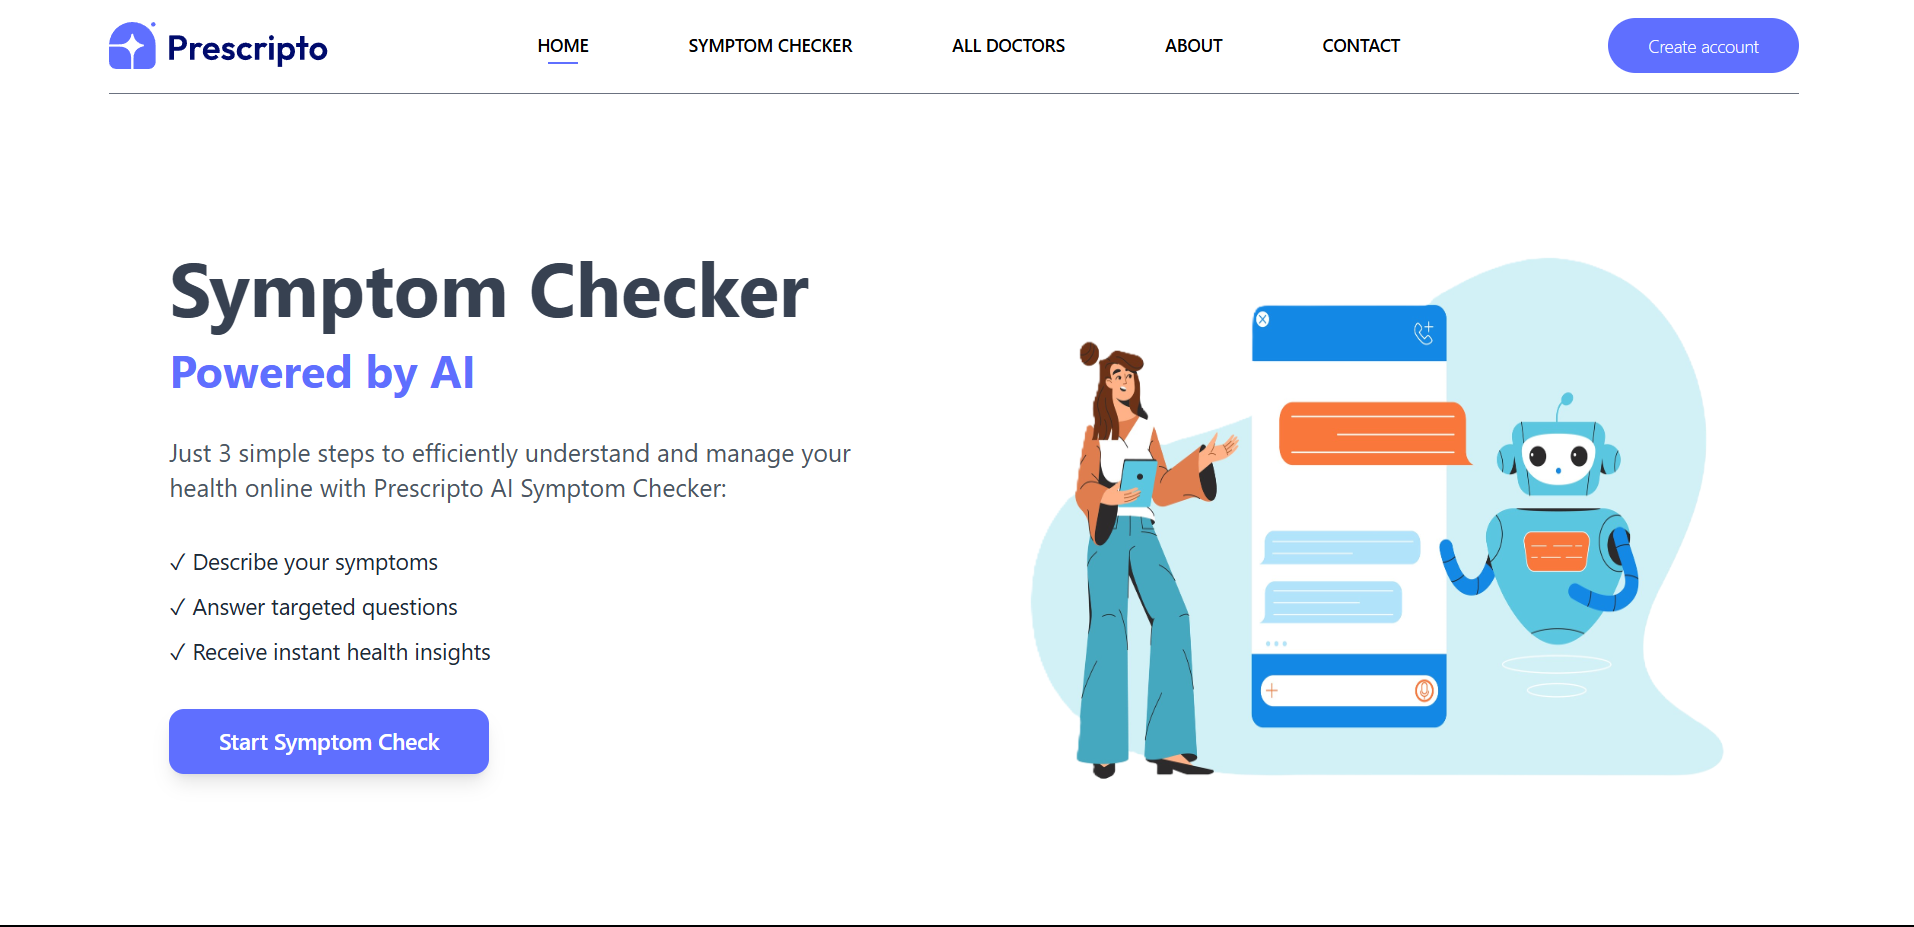 Prescripto
HOME
SYMPTOM CHECKER
ALL DOCTORS
ABOUT
CONTACT
Create account
Symptom Checker
Powered by AI
Just 3 simple steps to efficiently understand and manage your
health online with Prescripto AI Symptom Checker:
✓ Describe your symptoms
✓ Answer targeted questions
✓ Receive instant health insights
Start Symptom Check